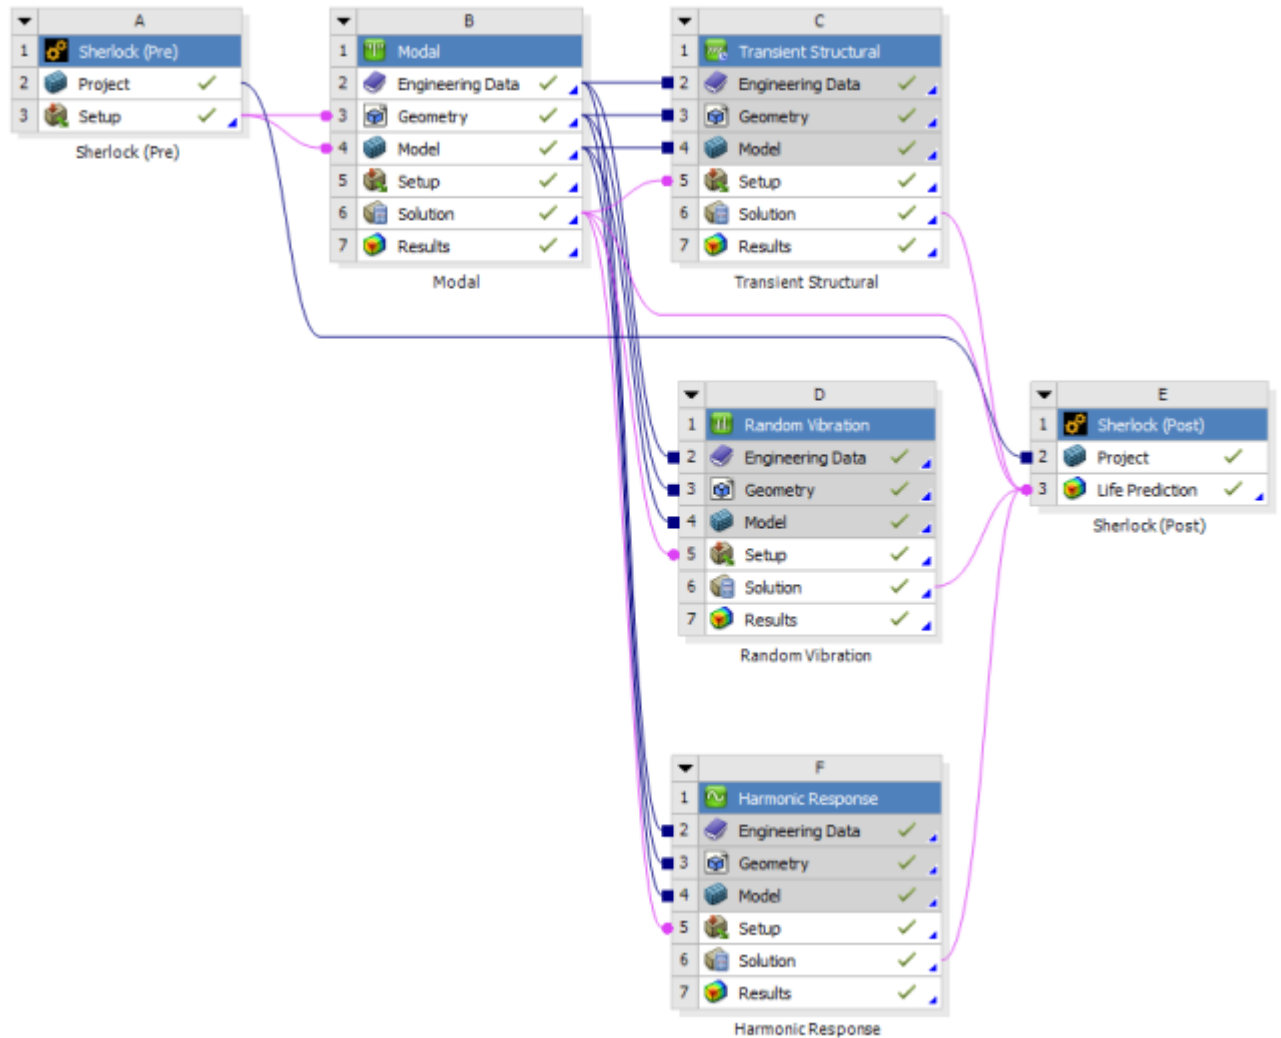 A
1 Sherlock (Pre)
2 Project
3 Setup
Sherlock (Pre)
B
1 Modal
2 Engineering Data
3 Geometry
4 Model
5 Setup
6 Solution
7 Results
Modal
C
1 Transient Structural
2 Engineering Data
3 Geometry
4 Model
5 Setup
6 Solution
7 Results
Transient Structural
D
1 Random Vibration
2 Engineering Data
3 Geometry
4 Model
5 Setup
6 Solution
7 Results
Random Vibration
E
1 Sherlock (Post)
2 Project
3 Life Prediction
Sherlock (Post)
F
1 Harmonic Response
2 Engineering Data
3 Geometry
4 Model
5 Setup
6 Solution
7 Results
Harmonic Response